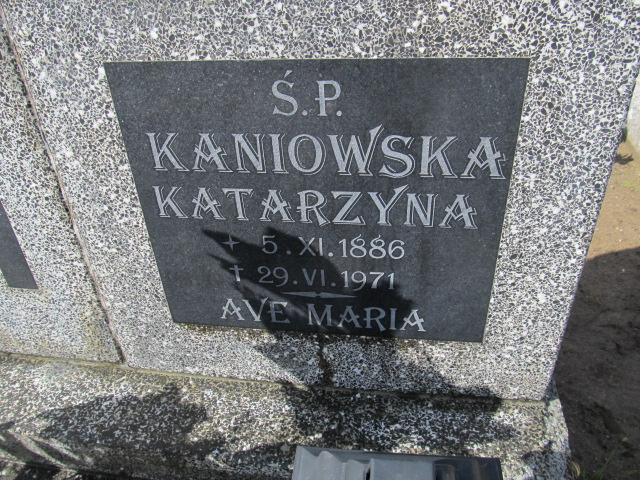 Ś.P.
KANIOWSKA
KATARZYNA
+ 5.XI.1886
† 29.VI.1971
AVE MARIA